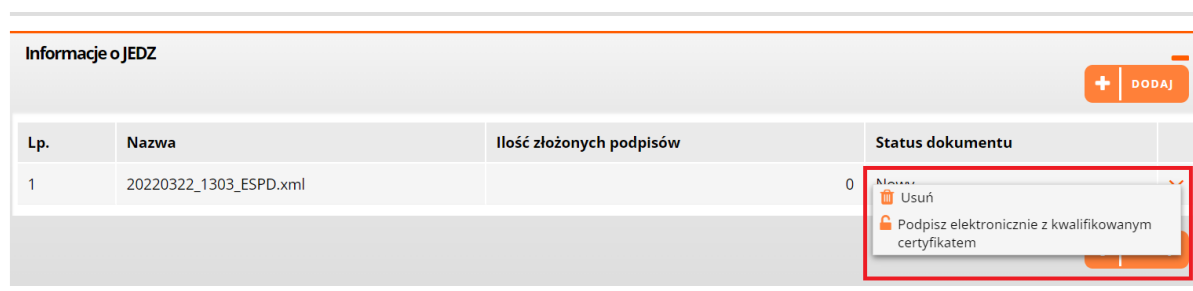 Informacje o JEDZ
DODAJ
Lp. Nazwa Ilość złożonych podpisów Status dokumentu
1 20220322_1303_ESPD.xml 0 Nowy
Usuń
Podpisz elektronicznie z kwalifikowanym
certyfikatem